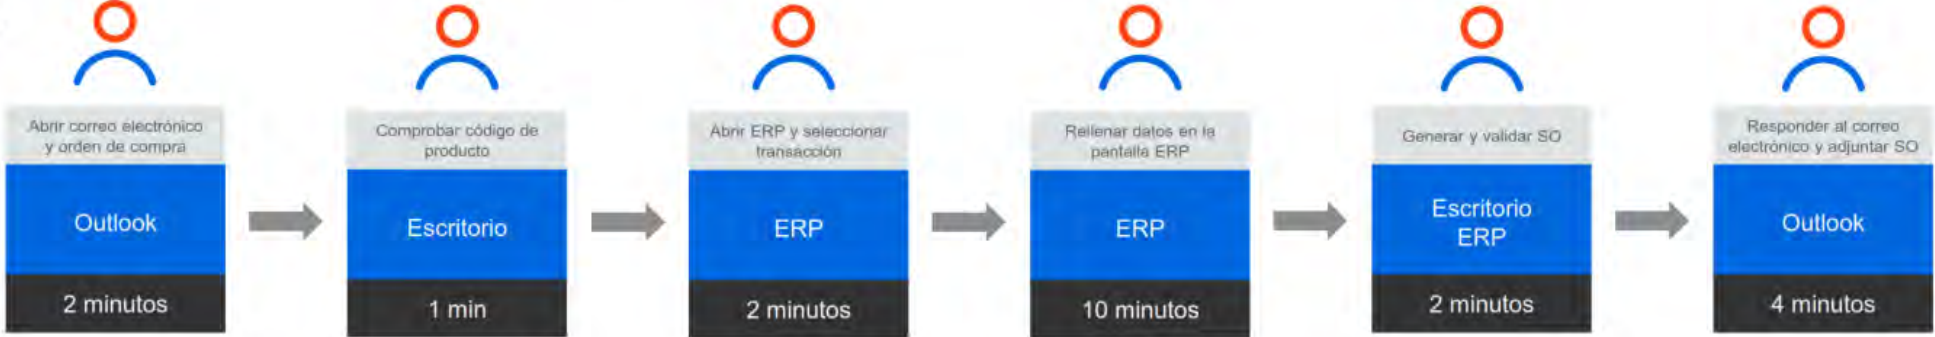 Abrir correo electrónico
y orden de compra
Outlook
2 minutos
Comprobar código de
producto
Escritorio
1 min
Abrir ERP y seleccionar
transacción
ERP
2 minutos
Rellenar datos en la
pantalla ERP
ERP
10 minutos
Generar y validar SO
Escritorio
ERP
2 minutos
Responder al correo
electrónico y adjuntar SO
Outlook
4 minutos